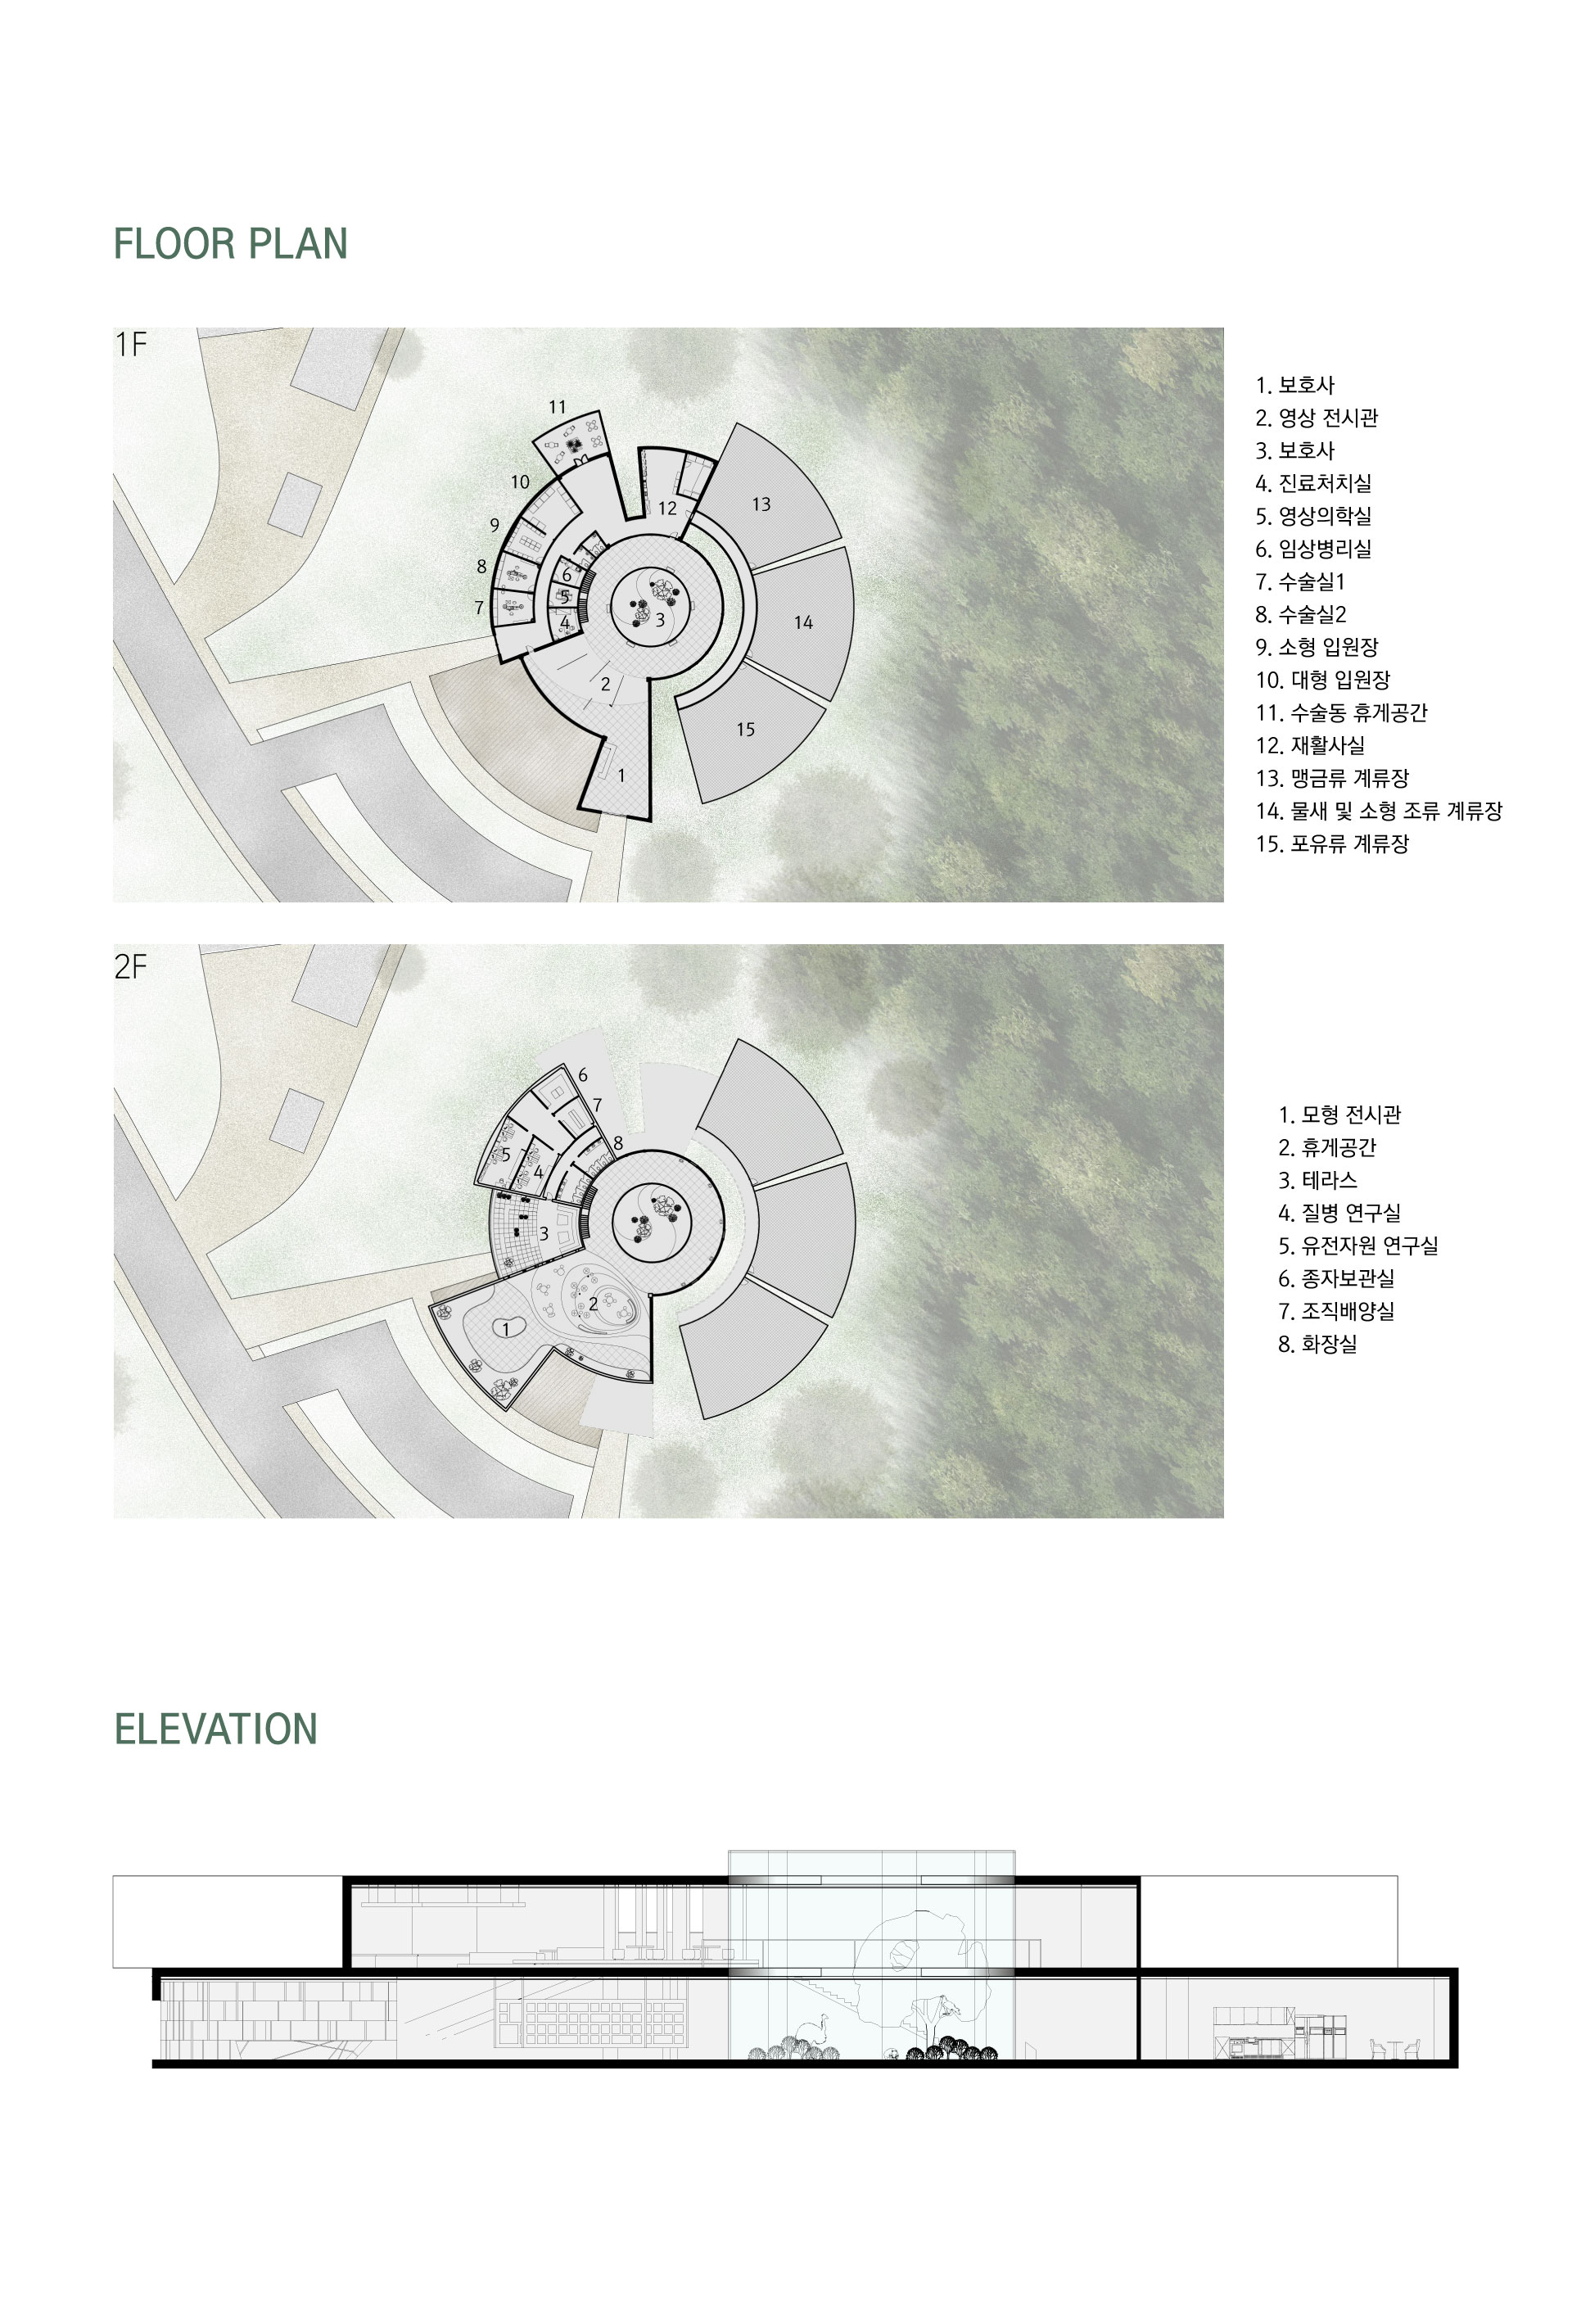 FLOOR PLAN
1F
11
10
9
8
7
6
5
4
12
3
2
1
13
14
15
1. 보호사
2. 영상 전시관
3. 보호사
4. 진료처치실
5. 영상의학실
6. 임상병리실
7. 수술실1
8. 수술실2
9. 소형 입원장
10. 대형 입원장
11. 수술동 휴게공간
12. 재활사실
13. 맹금류 계류장
14. 물새 및 소형 조류 계류장
15. 포유류 계류장
2F
6
7
8
5
4
3
2
1
1. 모형 전시관
2. 휴게공간
3. 테라스
4. 질병 연구실
5. 유전자원 연구실
6. 종자보관실
7. 조직배양실
8. 화장실
ELEVATION